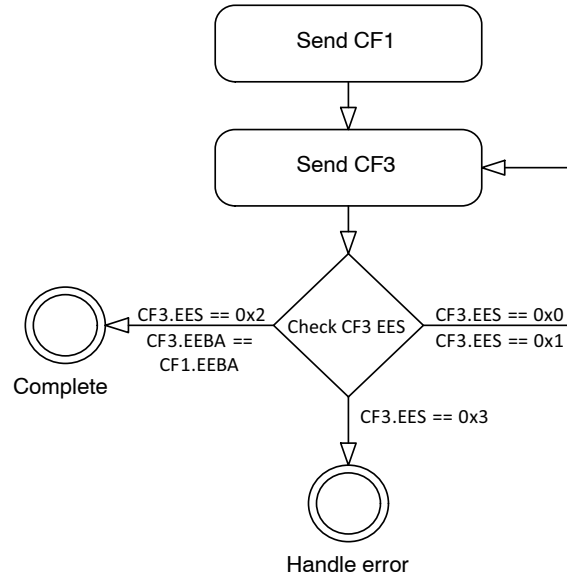 Send CF1
Send CF3
CF3.EES == 0x2
CF3.EEBA ==
CF1.EEBA
Check CF3 EES
CF3.EES == 0x0
CF3.EES == 0x1
Complete
CF3.EES == 0x3
Handle error